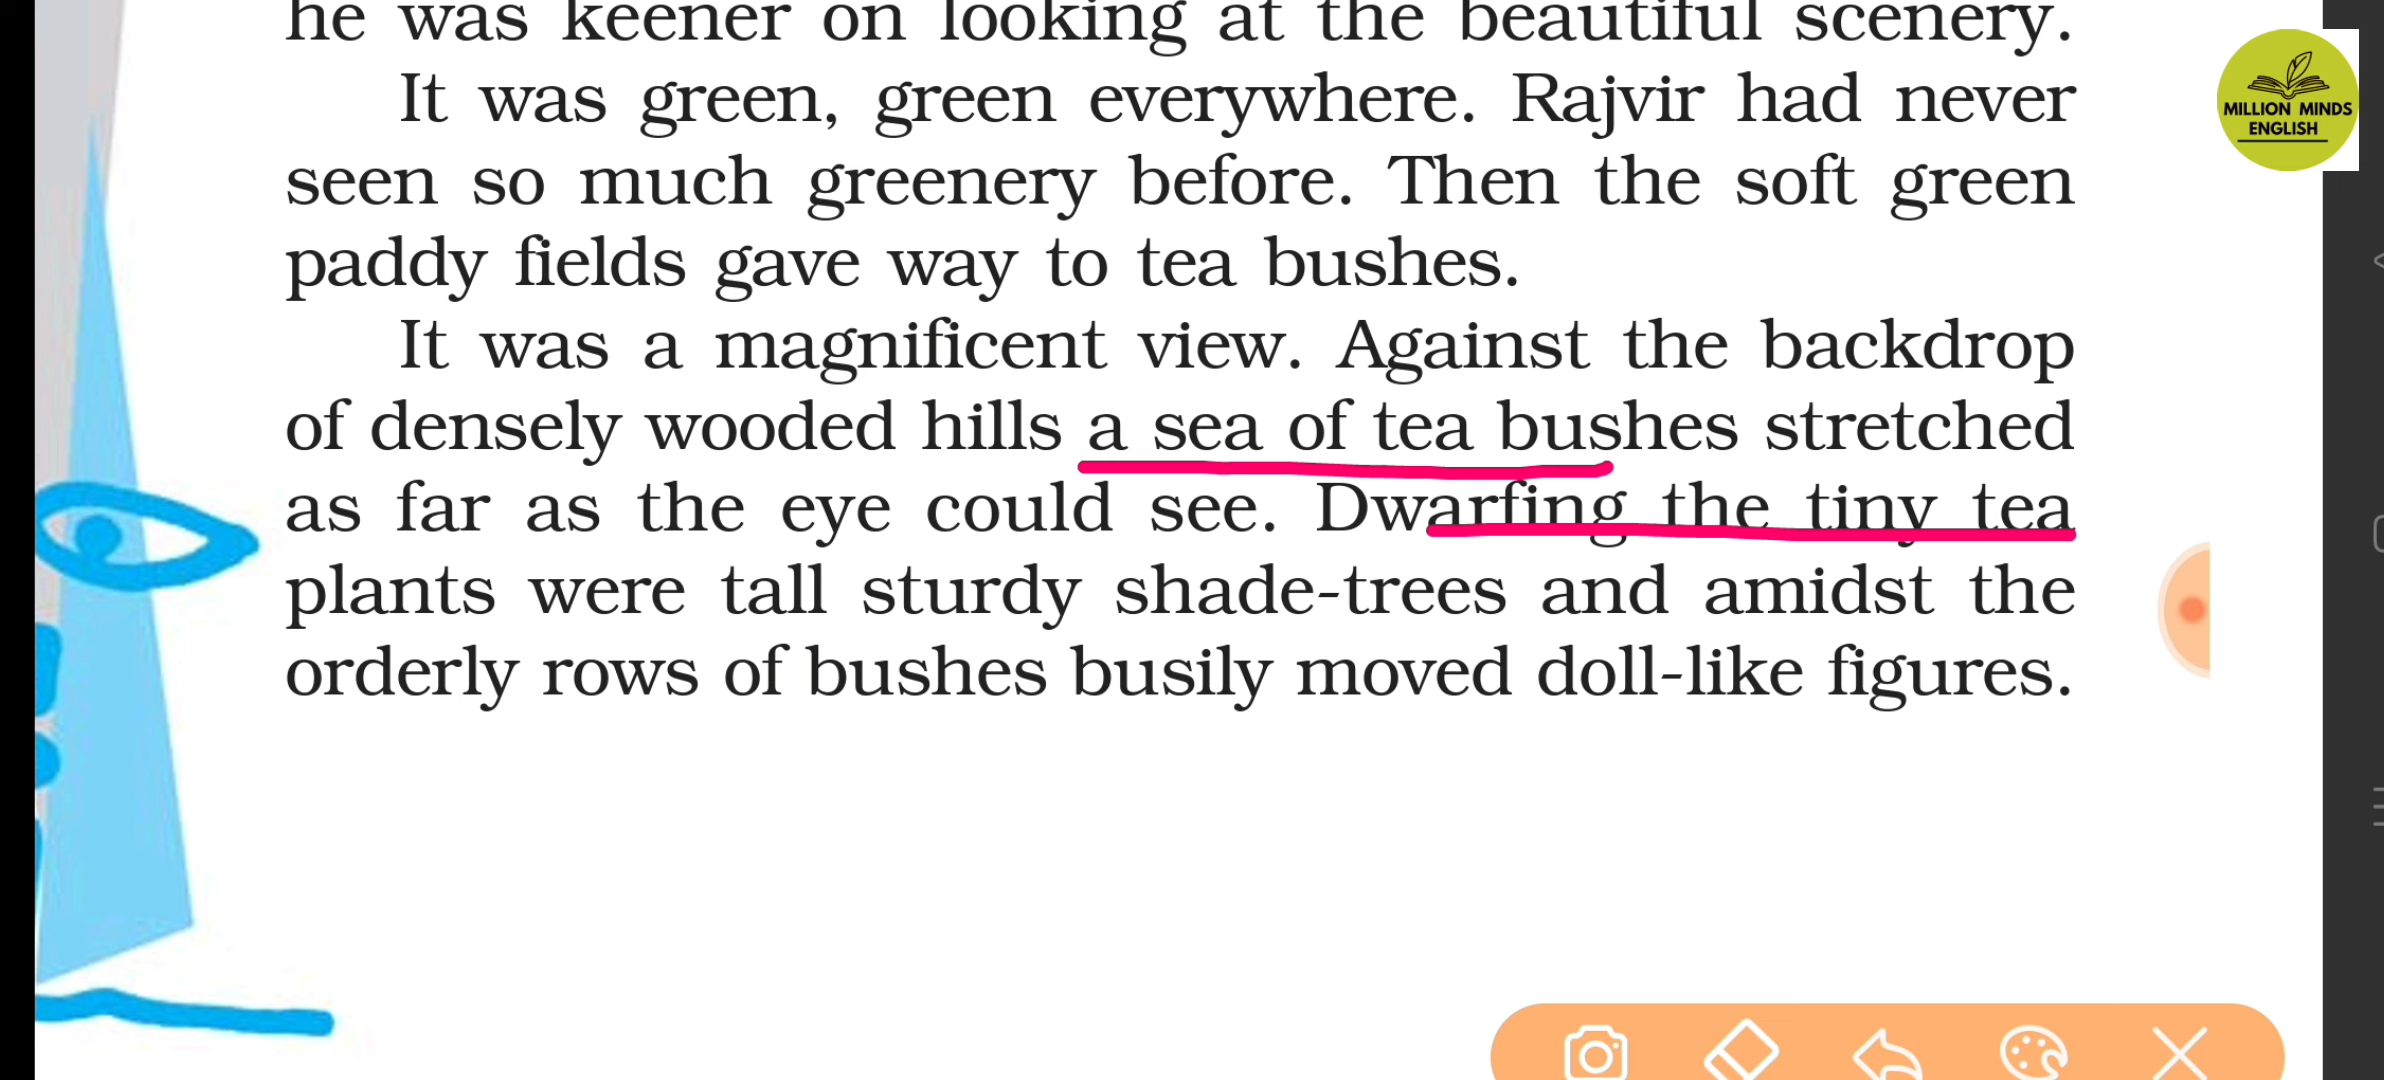 he was keener on looking at the beautiful scenery.
It was green, green everywhere. Rajvir had never
seen so much greenery before. Then the soft green
paddy fields gave way to tea bushes.
It was a magnificent view. Against the backdrop
of densely wooded hills a sea of tea bushes stretched
as far as the eye could see. Dwarfing the tiny tea
plants were tall sturdy shade-trees and amidst the
orderly rows of bushes busily moved doll-like figures.
MILLION MINDS
ENGLISH